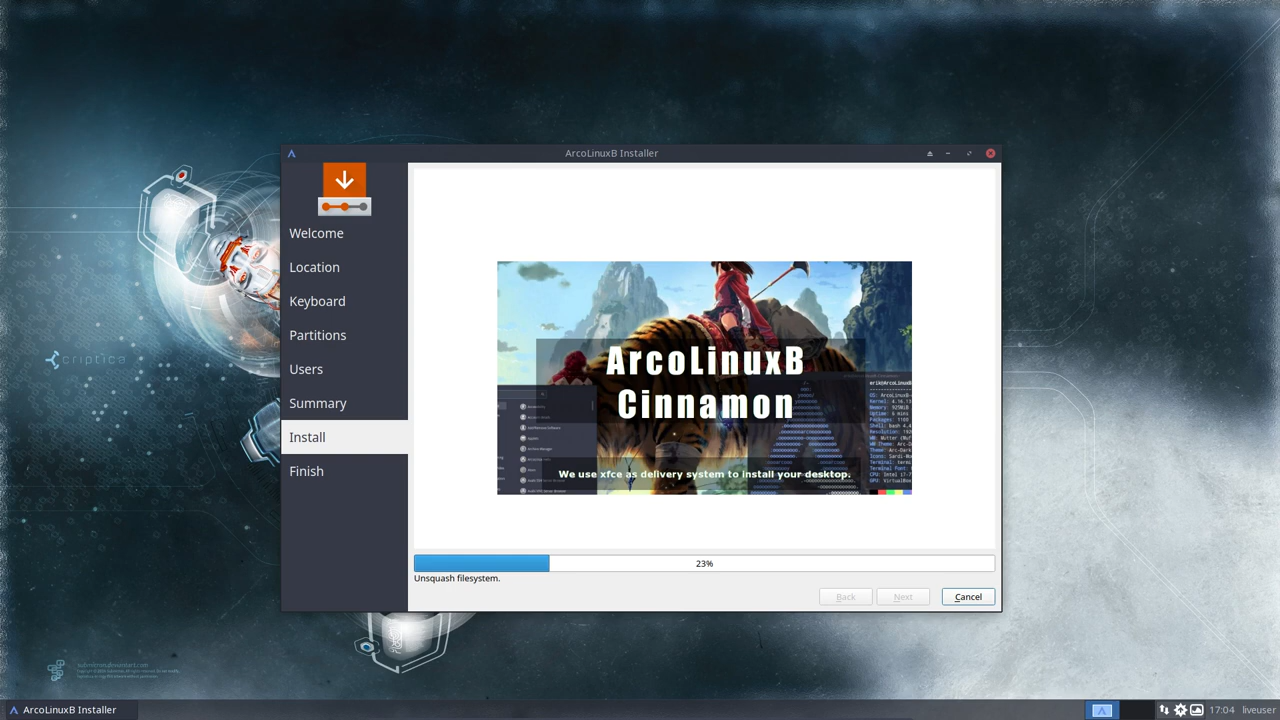 ArcoLinuxB Installer
Welcome
Location
Keyboard
Partitions
Users
Summary
Install
Finish
ArcoLinuxB
Cinnamon
We use xfce as delivery system to install your desktop.
23%
Unsquash filesystem.
Back
Next
Cancel
criptica
ArcoLinuxB Installer
17:04
liveuser